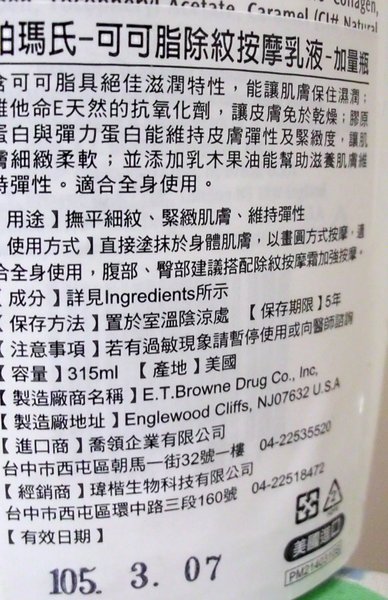 Acetate, Caramel (CI# Natural
柏瑪氏-可可脂除紋按摩乳液-加量瓶
含可可脂具絕佳滋潤特性，能讓肌膚保住濕潤：
維他命E天然的抗氧化劑，讓皮膚免於乾燥；膠原
蛋白與彈力蛋白能維持皮膚彈性及緊緻度，讓肌
膚細緻柔軟；並添加乳木果油能幫助滋養肌膚維
持彈性。適合全身使用。
用途】撫平細紋、緊緻肌膚、維持彈性
使用方式】直接塗抹於身體肌膚，以畫圓方式按摩，適
合全身使用，腹部、臀部建議搭配除紋按摩霜加強按摩。
【成分】詳見Ingredients所示
【保存方法】置於室溫陰涼處 【保存期限】5年
【注意事項】若有過敏現象請暫停使用或向醫師諮詢
【容量】315ml 【產地】美國
【製造廠商名稱】E.T.Browne Drug Co., Inc,
【製造廠地址】Englewood Cliffs, NJ07632 U.S.A
【進口商】喬領企業有限公司
台中市西屯區朝馬一街32號一樓 04-22535520
【經銷商】瑋楷生物科技有限公司
台中市西屯區環中路三段160號 04-22518472
【有效日期】
美國進口
105. 3. 07